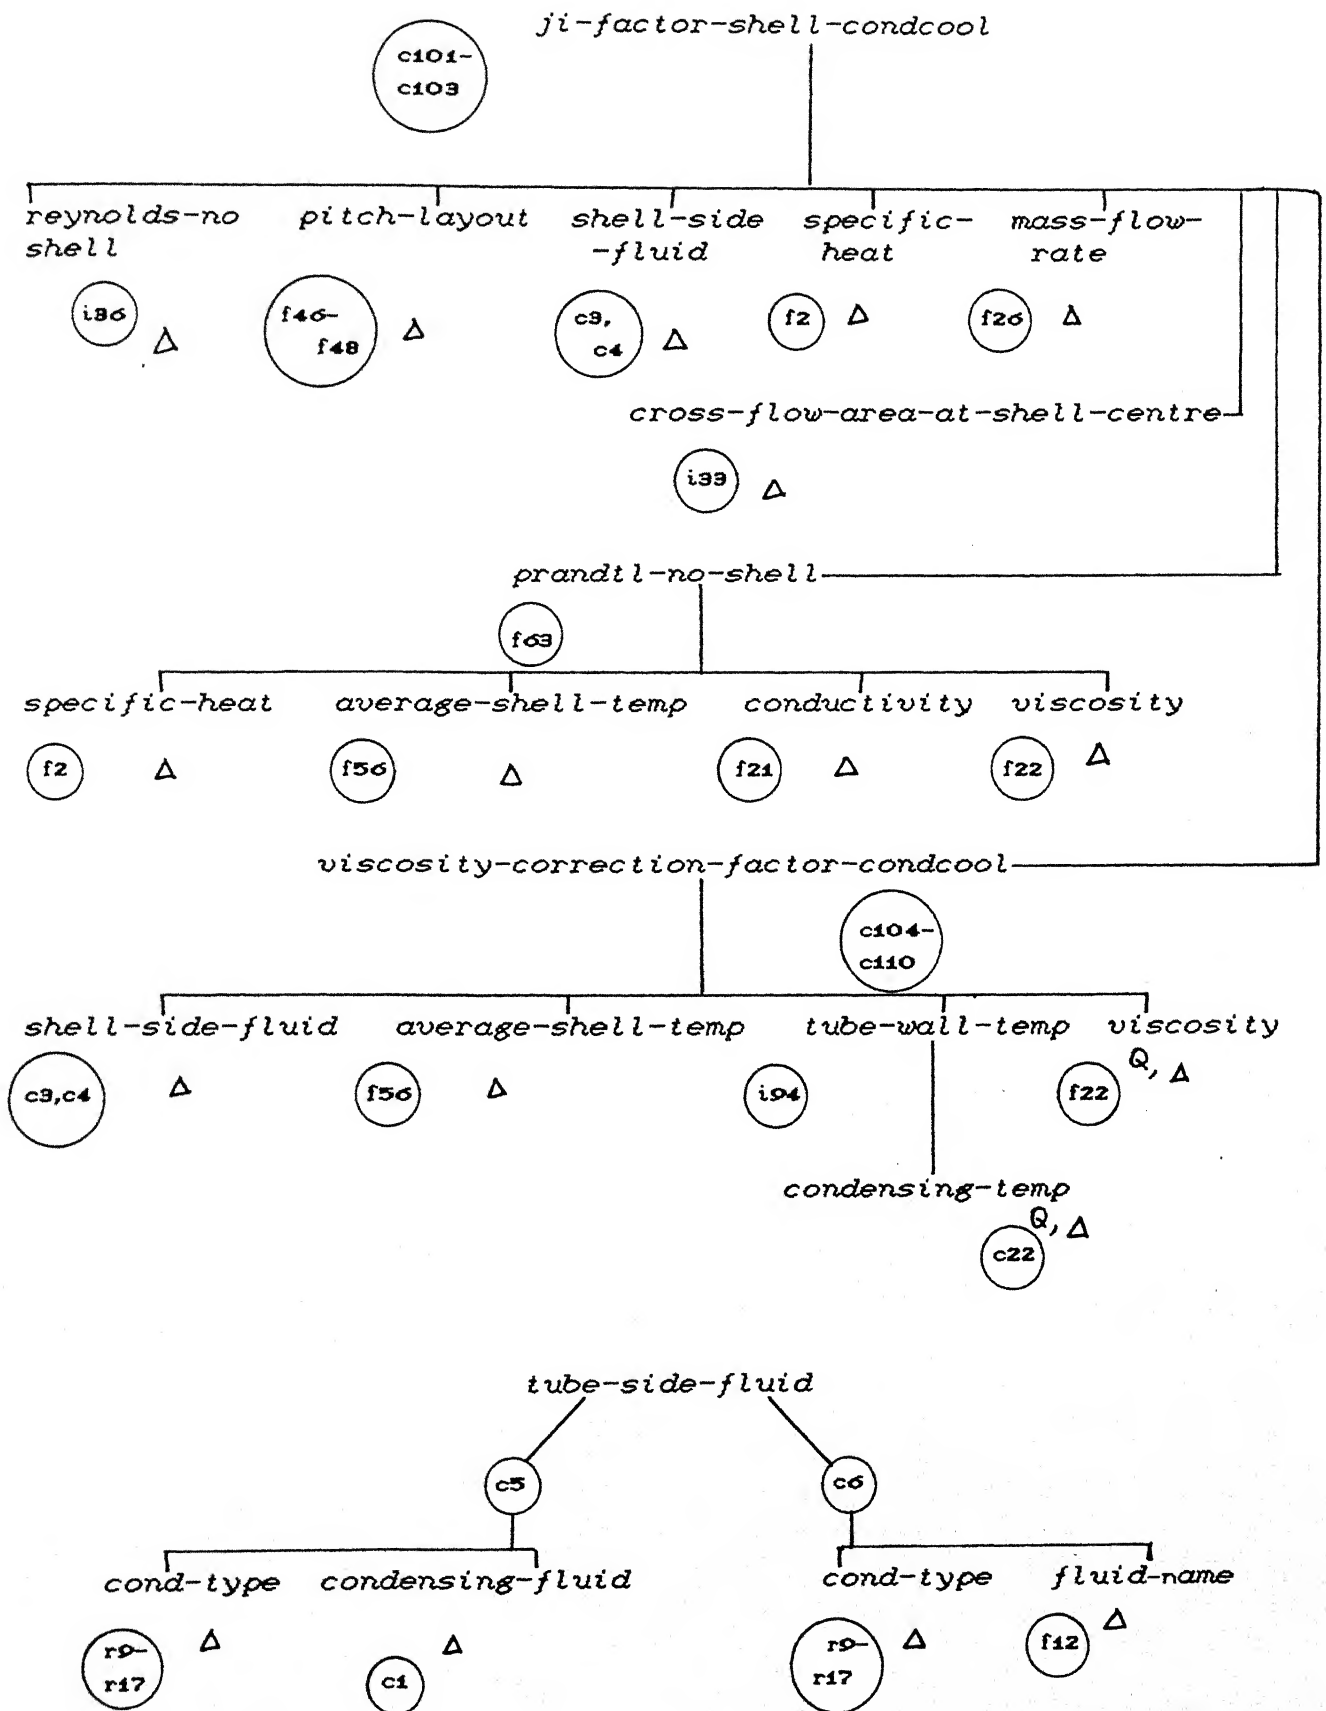 ji-factor-shell-condcool
c101-
c103
reynolds-no pitch-layout shell-side specific- mass-flow-
shell -fluid heat rate
i36 Δ f46- Δ c3, Δ f2 Δ f26 Δ
f48 c4
cross-flow-area-at-shell-centre
i33 Δ
prandtl-no-shell
f63
specific-heat average-shell-temp conductivity viscosity
f2 Δ f56 Δ f21 Δ f22 Δ
viscosity-correction-factor-condcool
c104-
c110
shell-side-fluid average-shell-temp tube-wall-temp viscosity
c3,c4 Δ f56 Δ i94 f22 Q, Δ
condensing-temp
c22 Q, Δ
tube-side-fluid
c5 c6
cond-type condensing-fluid cond-type fluid-name
r9- Δ Δ r9- Δ f12 Δ
r17 c1 r17